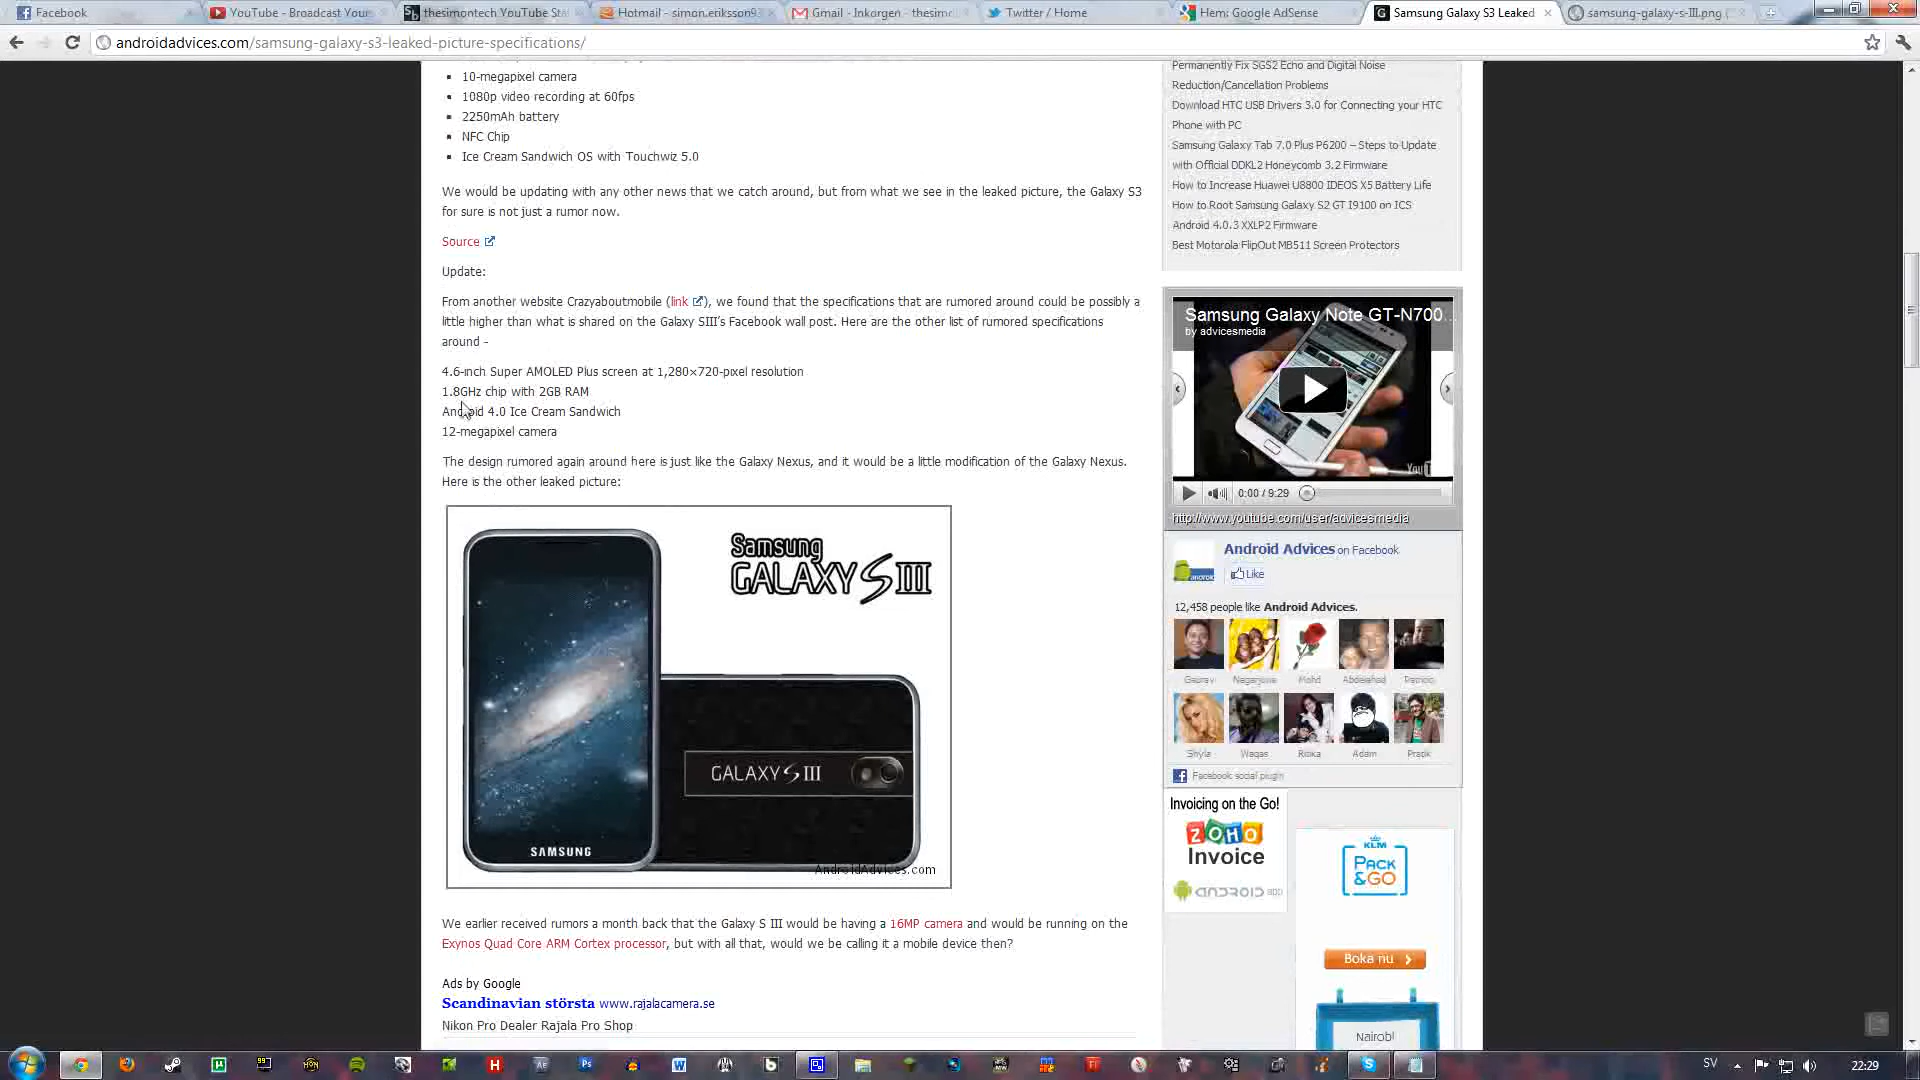 Facebook
YouTube - Broadcast Your
thesimontech YouTube Sta
Hotmail - simon.eriksson93
Gmail - Inkorgen - thesimo
Twitter / Home
Hem: Google AdSense
Samsung Galaxy S3 Leaked
samsung-galaxy-s-III.png (
androidadvices.com/samsung-galaxy-s3-leaked-picture-specifications/
10-megapixel camera
1080p video recording at 60fps
2250mAh battery
NFC Chip
Ice Cream Sandwich OS with Touchwiz 5.0
We would be updating with any other news that we catch around, but from what we see in the leaked picture, the Galaxy S3
for sure is not just a rumor now.
Source
Update:
From another website Crazyaboutmobile (link), we found that the specifications that are rumored around could be possibly a
little higher than what is shared on the Galaxy SIII's Facebook wall post. Here are the other list of rumored specifications
around -
4.6-inch Super AMOLED Plus screen at 1,280×720-pixel resolution
1.8GHz chip with 2GB RAM
Android 4.0 Ice Cream Sandwich
12-megapixel camera
The design rumored again around here is just like the Galaxy Nexus, and it would be a little modification of the Galaxy Nexus.
Here is the other leaked picture:
Samsung
GALAXY S III
GALAXY S III
SAMSUNG
AndroidAdvices.com
We earlier received rumors a month back that the Galaxy S III would be having a 16MP camera and would be running on the
Exynos Quad Core ARM Cortex processor, but with all that, would we be calling it a mobile device then?
Ads by Google
Scandinavian största www.rajalacamera.se
Nikon Pro Dealer Rajala Pro Shop
Permanently Fix SGS2 Echo and Digital Noise
Reduction/Cancellation Problems
Download HTC USB Drivers 3.0 for Connecting your HTC
Phone with PC
Samsung Galaxy Tab 7.0 Plus P6200 – Steps to Update
with Official DDKL2 Honeycomb 3.2 Firmware
How to Increase Huawei U8800 IDEOS X5 Battery Life
How to Root Samsung Galaxy S2 GT I9100 on ICS
Android 4.0.3 XXLP2 Firmware
Best Motorola FlipOut MB511 Screen Protectors
Samsung Galaxy Note GT-N700...
by advicesmedia
0:00 / 9:29
http://www.youtube.com/user/advicesmedia
Android Advices on Facebook
Like
12,458 people like Android Advices.
Gaurav Nagarjuna Mohd Abdelahad Patricio
Shyla Waqas Ritika Adam Pratik
Facebook social plugin
Invoicing on the Go!
ZOHO
Invoice
ANDROID app
KLM
PACK
&GO
Boka nu
Nairobi
SV
22:29